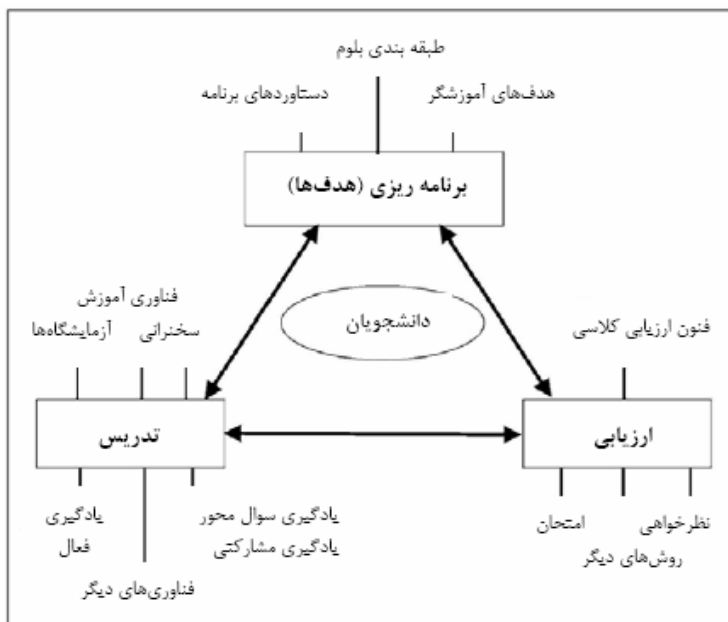 طبقه بندی بلوم
هدف‌های آموزشگر
دستاوردهای برنامه
برنامه ریزی (هدف‌ها)
دانشجویان
فنون ارزیابی کلاسی
ارزیابی
نظرخواهی
امتحان
روش‌های دیگر
فناوری آموزش
سخنرانی
آزمایشگاه‌ها
تدریس
یادگیری سوال محور
یادگیری مشارکتی
یادگیری
فعال
فناوری‌های دیگر